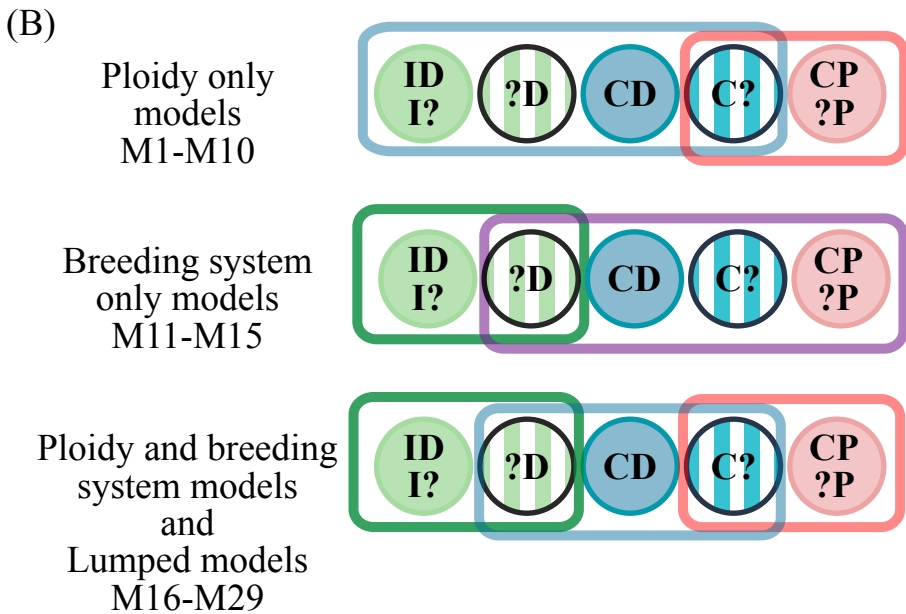 (B)
Ploidy only
models
M1-M10
ID
I?
?D
CD
C?
CP
?P
Breeding system
only models
M11-M15
ID
I?
?D
CD
C?
CP
?P
Ploidy and breeding
system models
and
Lumped models
M16-M29
ID
I?
?D
CD
C?
CP
?P